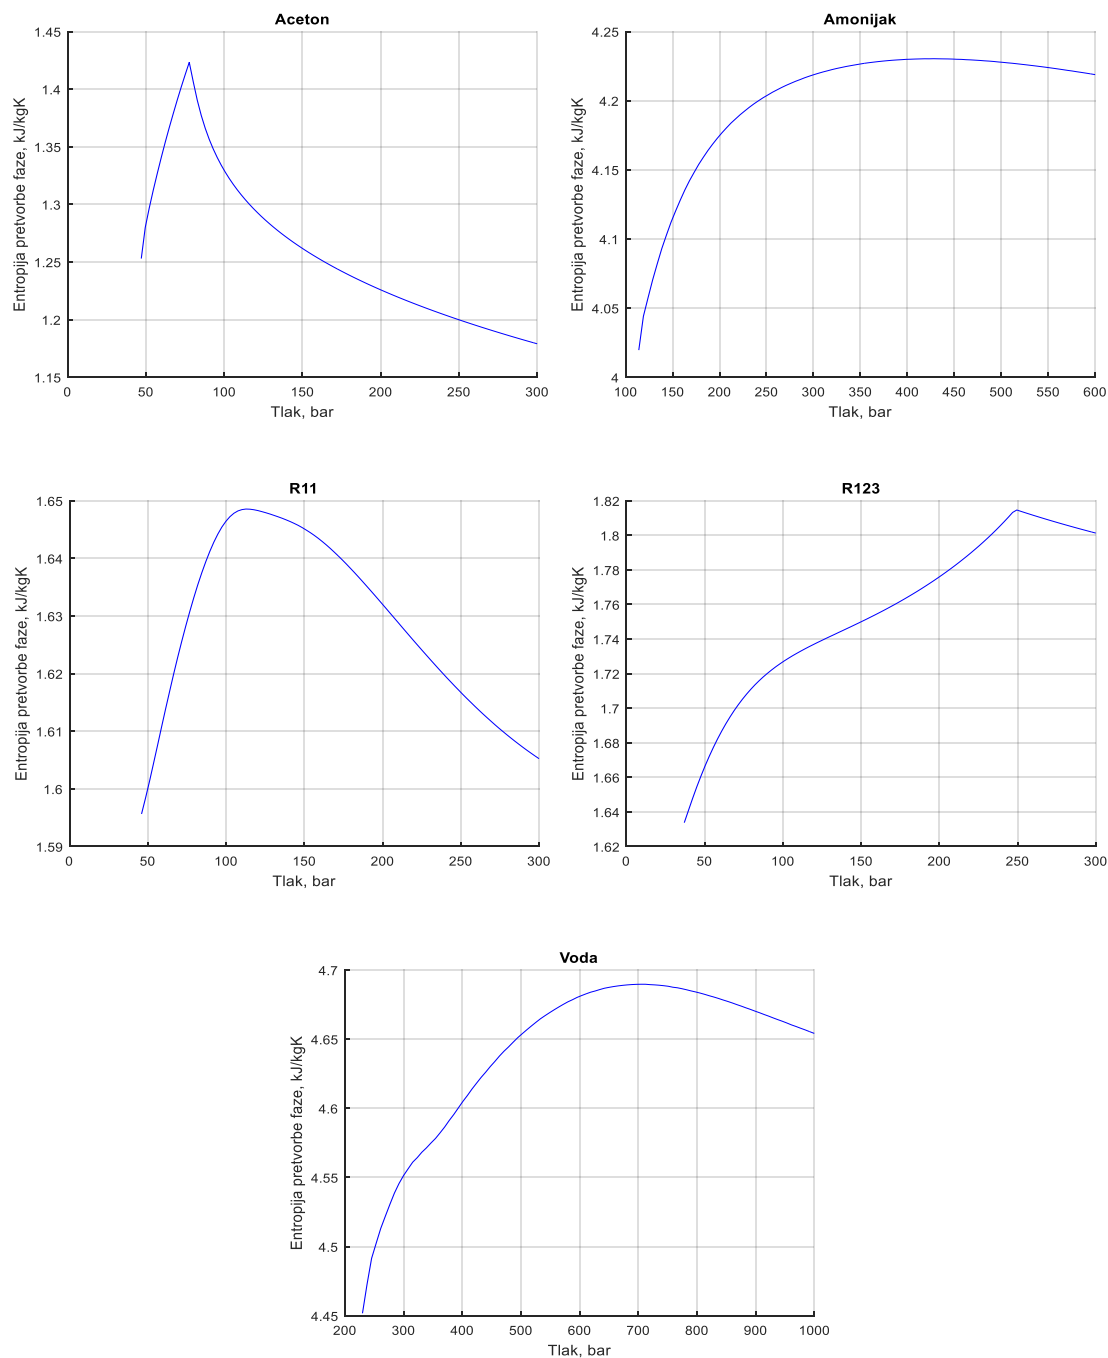 Aceton
1.45
1.4
1.35
1.3
1.25
1.2
1.15
Entropija pretvorbe faze, kJ/kgK
0 50 100 150 200 250 300
Tlak, bar
Amonijak
4.25
4.2
4.15
4.1
4.05
4
Entropija pretvorbe faze, kJ/kgK
100 150 200 250 300 350 400 450 500 550 600
Tlak, bar
R11
1.65
1.64
1.63
1.62
1.61
1.6
1.59
Entropija pretvorbe faze, kJ/kgK
0 50 100 150 200 250 300
Tlak, bar
R123
1.82
1.8
1.78
1.76
1.74
1.72
1.7
1.68
1.66
1.64
1.62
Entropija pretvorbe faze, kJ/kgK
0 50 100 150 200 250 300
Tlak, bar
Voda
4.7
4.65
4.6
4.55
4.5
4.45
Entropija pretvorbe faze, kJ/kgK
200 300 400 500 600 700 800 900 1000
Tlak, bar